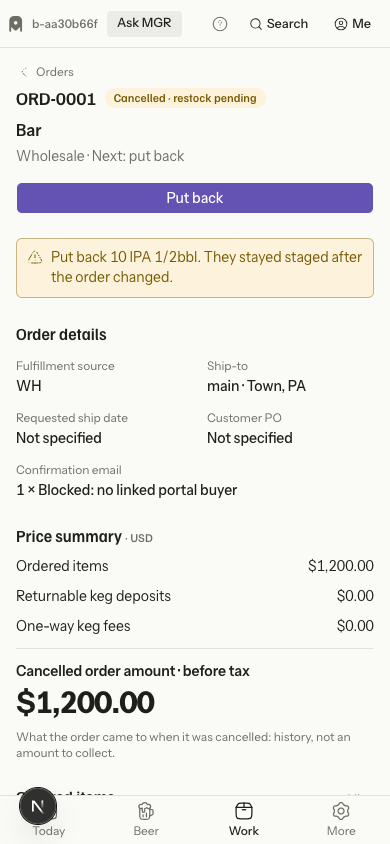 b-aa30b66f
Ask MGR
Search
Me
Orders
ORD-0001
Cancelled · restock pending
Bar
Wholesale · Next: put back
Put back
Put back 10 IPA 1/2bbl. They stayed staged after
the order changed.
Order details
Fulfillment source
Ship-to
WH
main · Town, PA
Requested ship date
Customer PO
Not specified
Not specified
Confirmation email
1 × Blocked: no linked portal buyer
Price summary · USD
Ordered items
$1,200.00
Returnable keg deposits
$0.00
One-way keg fees
$0.00
Cancelled order amount · before tax
$1,200.00
What the order came to when it was cancelled: history, not an
amount to collect.
items
N
Today
Beer
Work
More